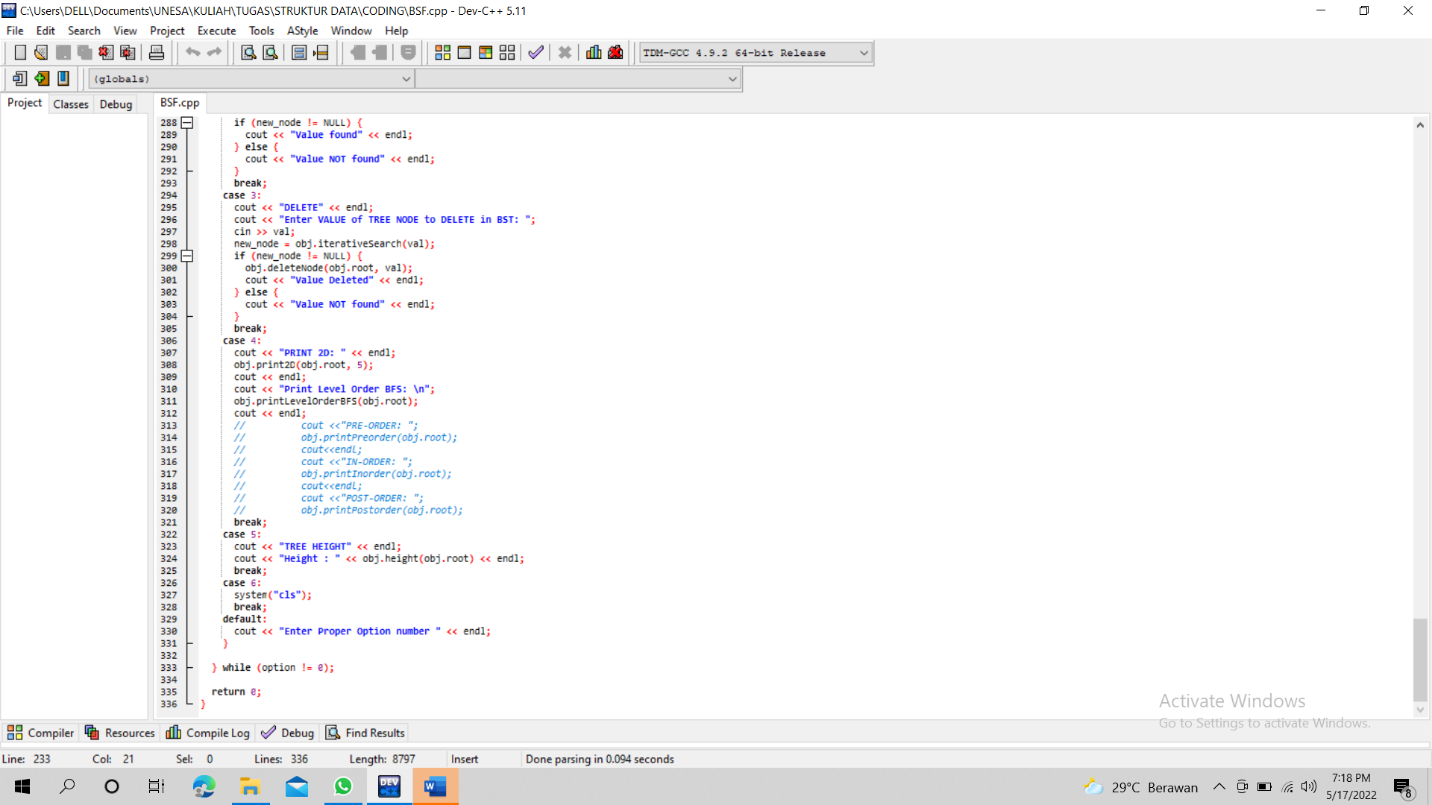 C:\Users\DELL\Documents\UNESA\KULIAH\TUGAS\STRUKTUR DATA\CODING\BSF.cpp - Dev-C++ 5.11
File Edit Search View Project Execute Tools AStyle Window Help
TDM-GCC 4.9.2 64-bit Release
(globals)
Project Classes Debug BSF.cpp
288 if (new_node != NULL) {
289 cout << "Value found" << endl;
290 } else {
291 cout << "Value NOT found" << endl;
292 }
293 break;
294 case 3:
295 cout << "DELETE" << endl;
296 cout << "Enter VALUE of TREE NODE to DELETE in BST: ";
297 cin >> val;
298 new_node = obj.iterativeSearch(val);
299 if (new_node != NULL) {
300 obj.deleteNode(obj.root, val);
301 cout << "Value Deleted" << endl;
302 } else {
303 cout << "Value NOT found" << endl;
304 }
305 break;
306 case 4:
307 cout << "PRINT 2D: " << endl;
308 obj.print2D(obj.root, 5);
309 cout << endl;
310 cout << "Print Level Order BFS: \n";
311 obj.printLevelOrderBFS(obj.root);
312 cout << endl;
313 // cout <<"PRE-ORDER: ";
314 // obj.printPreorder(obj.root);
315 // cout<<endl;
316 // cout <<"IN-ORDER: ";
317 // obj.printInorder(obj.root);
318 // cout<<endl;
319 // cout <<"POST-ORDER: ";
320 // obj.printPostorder(obj.root);
321 break;
322 case 5:
323 cout << "TREE HEIGHT" << endl;
324 cout << "Height : " << obj.height(obj.root) << endl;
325 break;
326 case 6:
327 system("cls");
328 break;
329 default:
330 cout << "Enter Proper Option number " << endl;
331 }
332
333 } while (option != 0);
334
335 return 0;
336 }
Activate Windows
Go to Settings to activate Windows.
Compiler Resources Compile Log Debug Find Results
Line: 233 Col: 21 Sel: 0 Lines: 336 Length: 8797 Insert Done parsing in 0.094 seconds
DEV
W
29°C Berawan
7:18 PM
5/17/2022
8